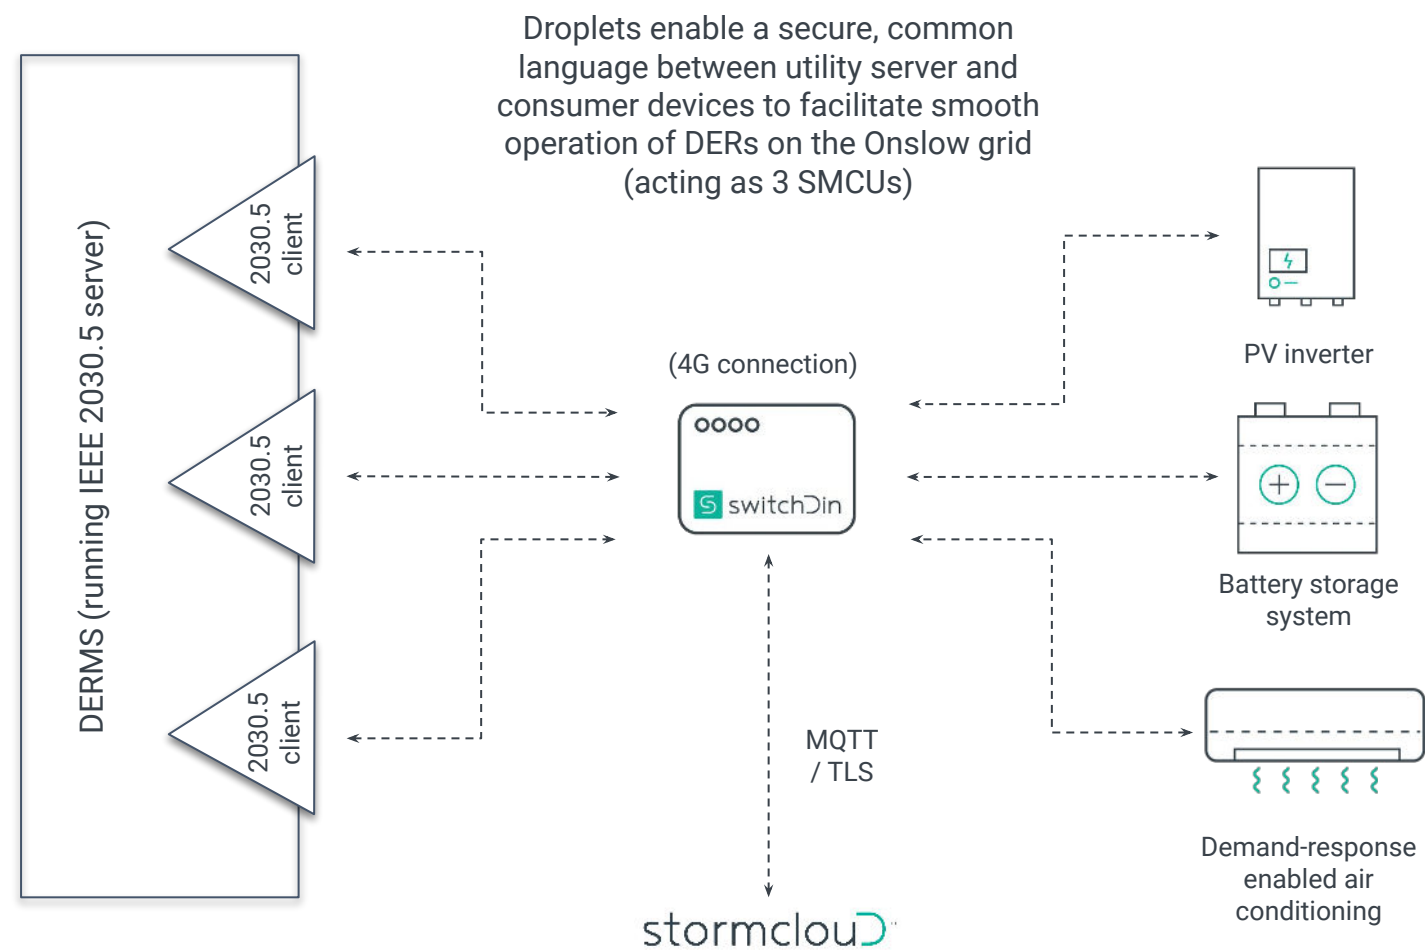 Droplets enable a secure, common
language between utility server and
consumer devices to facilitate smooth
operation of DERs on the Onslow grid
(acting as 3 SMCUs)
DERMS (running IEEE 2030.5 server)
2030.5
client
2030.5
client
2030.5
client
(4G connection)
switchDin
MQTT
/ TLS
stormclouD
PV inverter
Battery storage
system
Demand-response
enabled air
conditioning